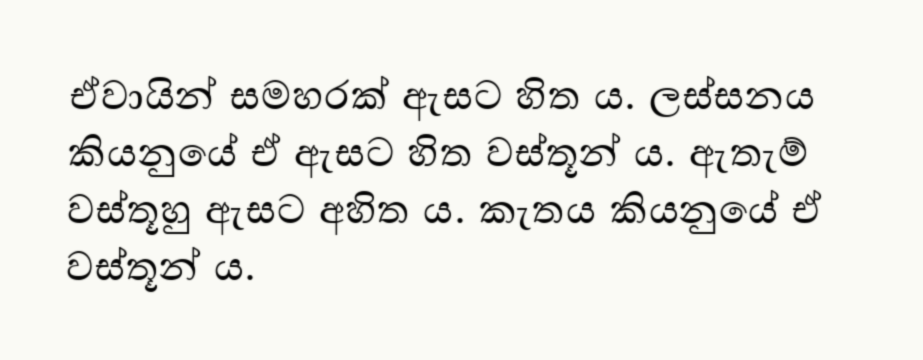 ඒවායින් සමහරක් ඇසට හිත ය. ලස්සනය
කියනුයේ ඒ ඇසට හිත වස්තූන් ය. ඇතැම්
වස්තූහු ඇසට අහිත ය. කැතය කියනුයේ ඒ
වස්තූන් ය.